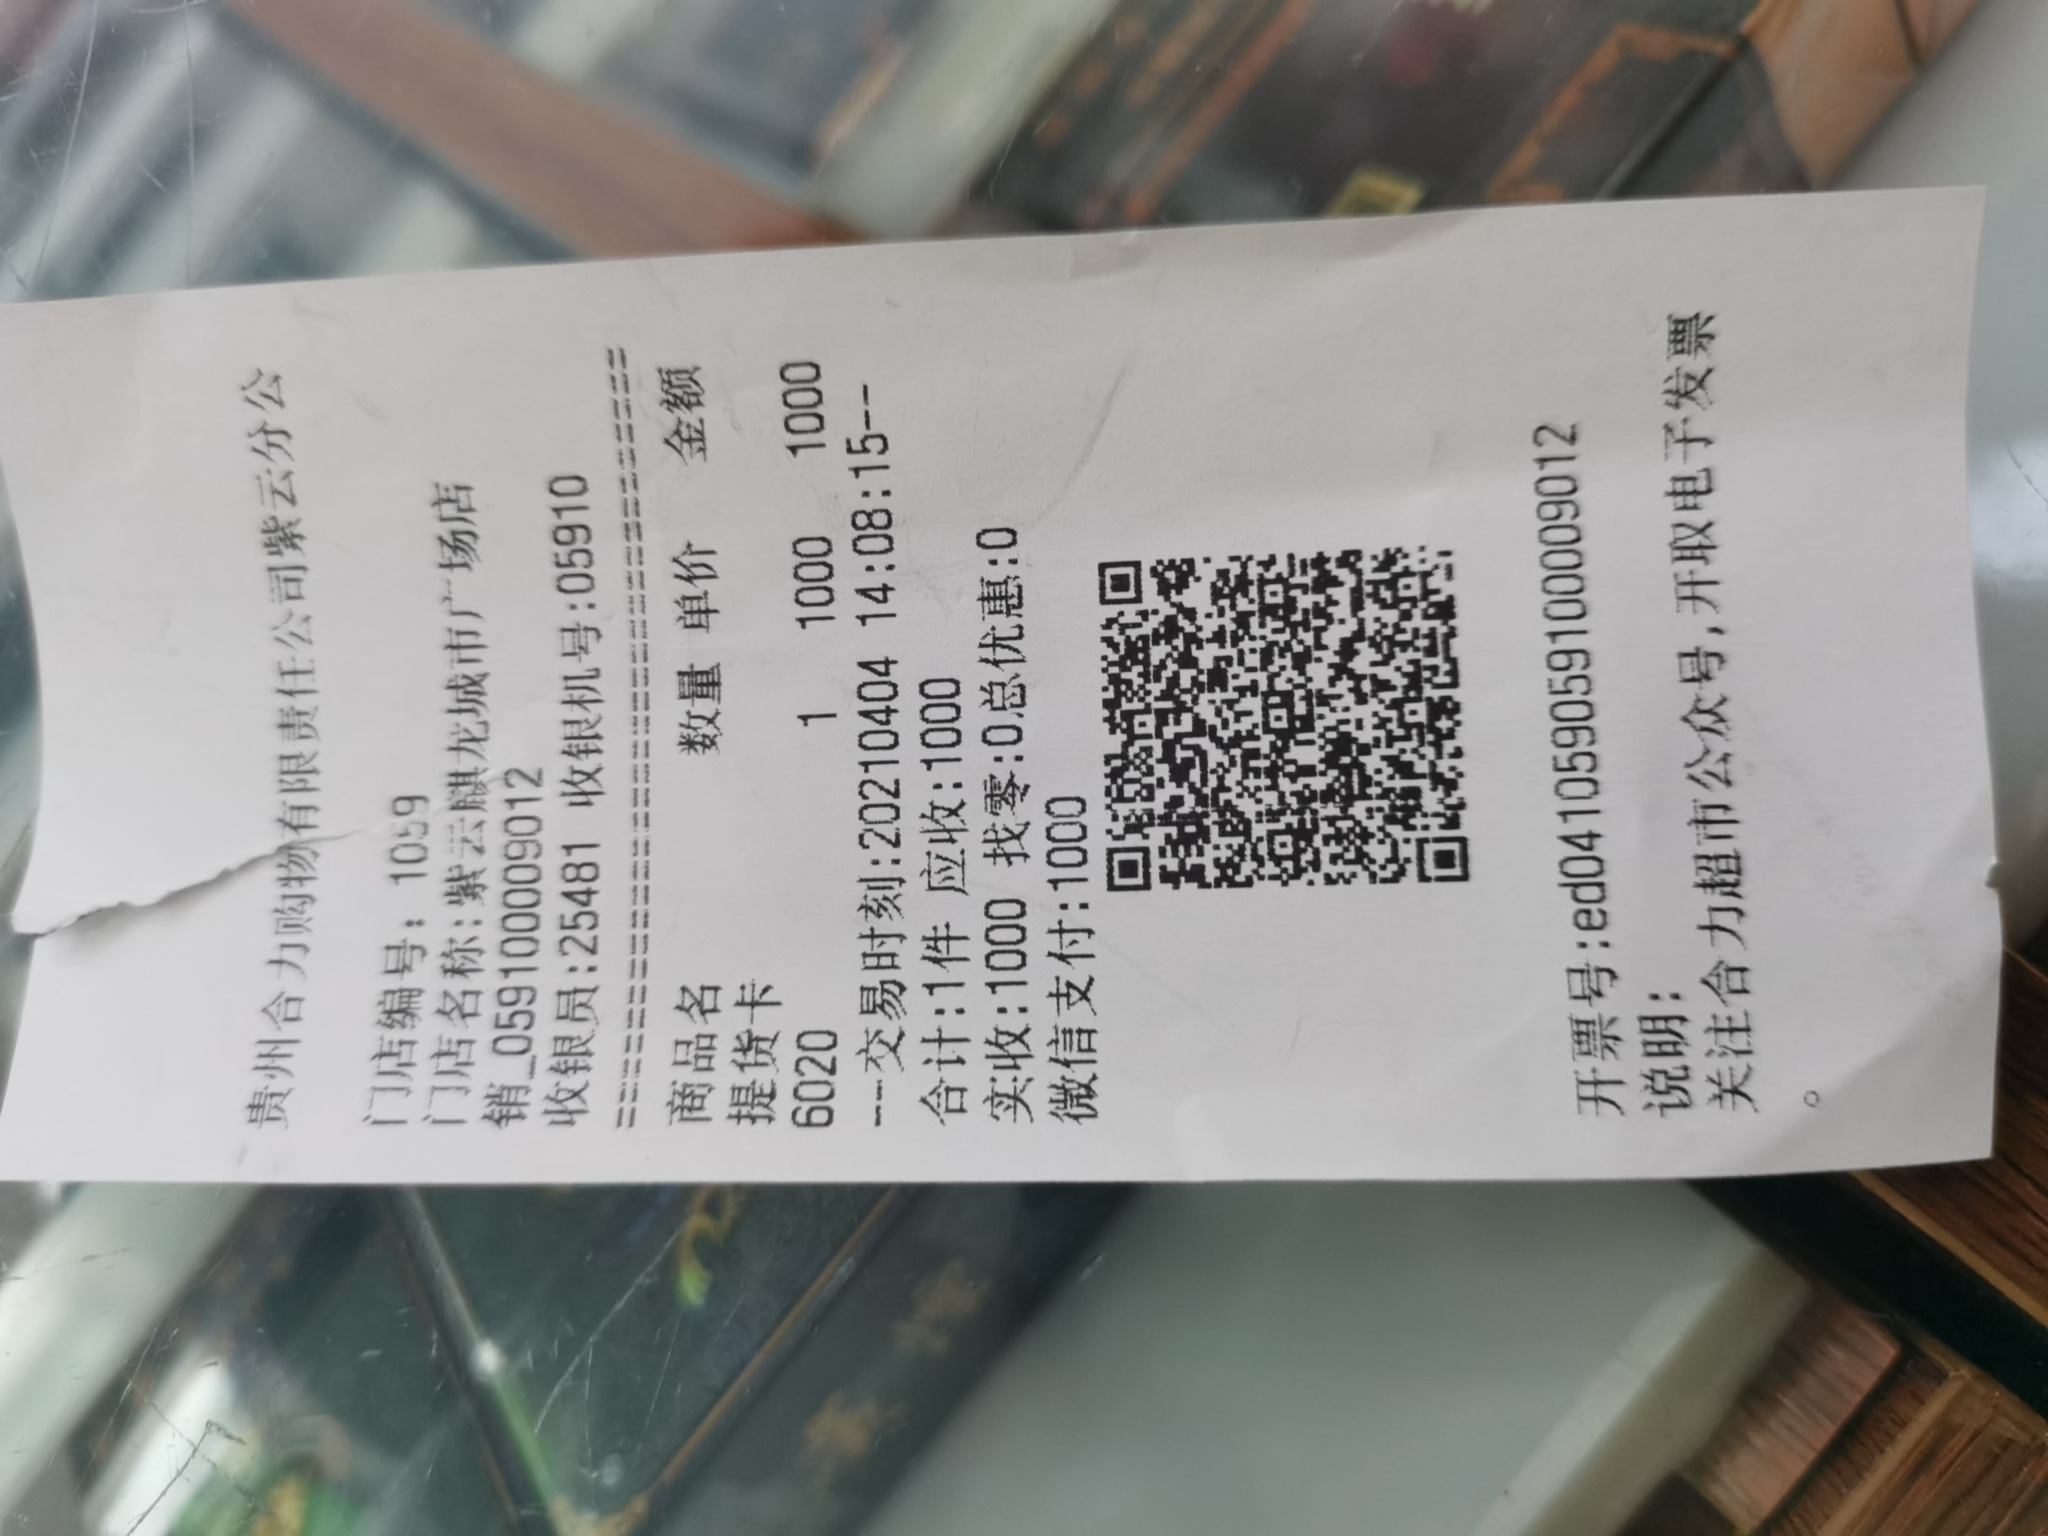 贵州合力购物有限责任公司紫云分公
门店编号: 1059
门店名称:紫云麒龙城市广场店
销_059100009012
收银员:25481 收银机号:05910
商品名 数量 单价 金额
提货卡
6020 1 1000 1000
---交易时刻:20210404 14:08:15--
合计:1件 应收:1000
实收:1000 找零:0总优惠:0
微信支付:1000
开票号:ed04105905910000​9012
说明:
关注合力超市公众号,开取电子发票
。